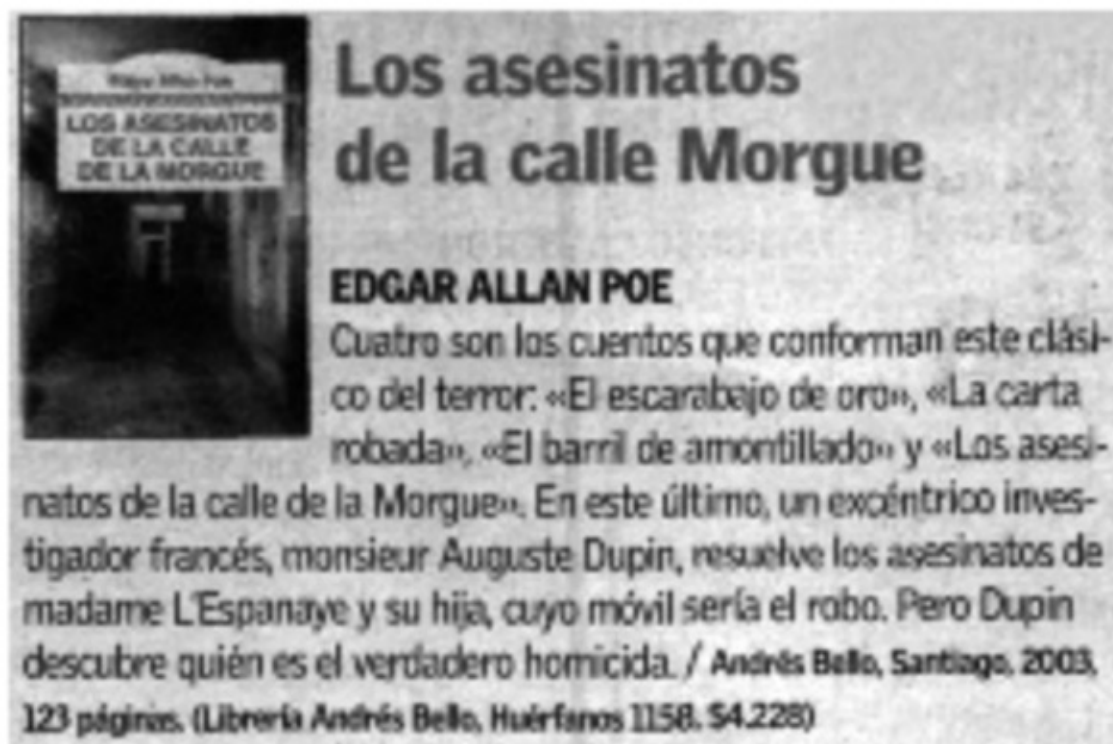 Edgar Allan Poe
LOS ASESINATOS
DE LA CALLE
DE LA MORGUE
Los asesinatos
de la calle Morgue
EDGAR ALLAN POE
Cuatro son los cuentos que conforman este clási-
co del terror: «El escarabajo de oro», «La carta
robada», «El barril de amontillado» y «Los asesi-
natos de la calle de la Morgue». En este último, un excéntrico inves-
tigador francés, monsieur Auguste Dupin, resuelve los asesinatos de
madame L'Espanaye y su hija, cuyo móvil sería el robo. Pero Dupin
descubre quién es el verdadero homicida. / Andrés Bello, Santiago, 2003,
123 páginas. (Librería Andrés Bello, Huérfanos 1158. $4.228)